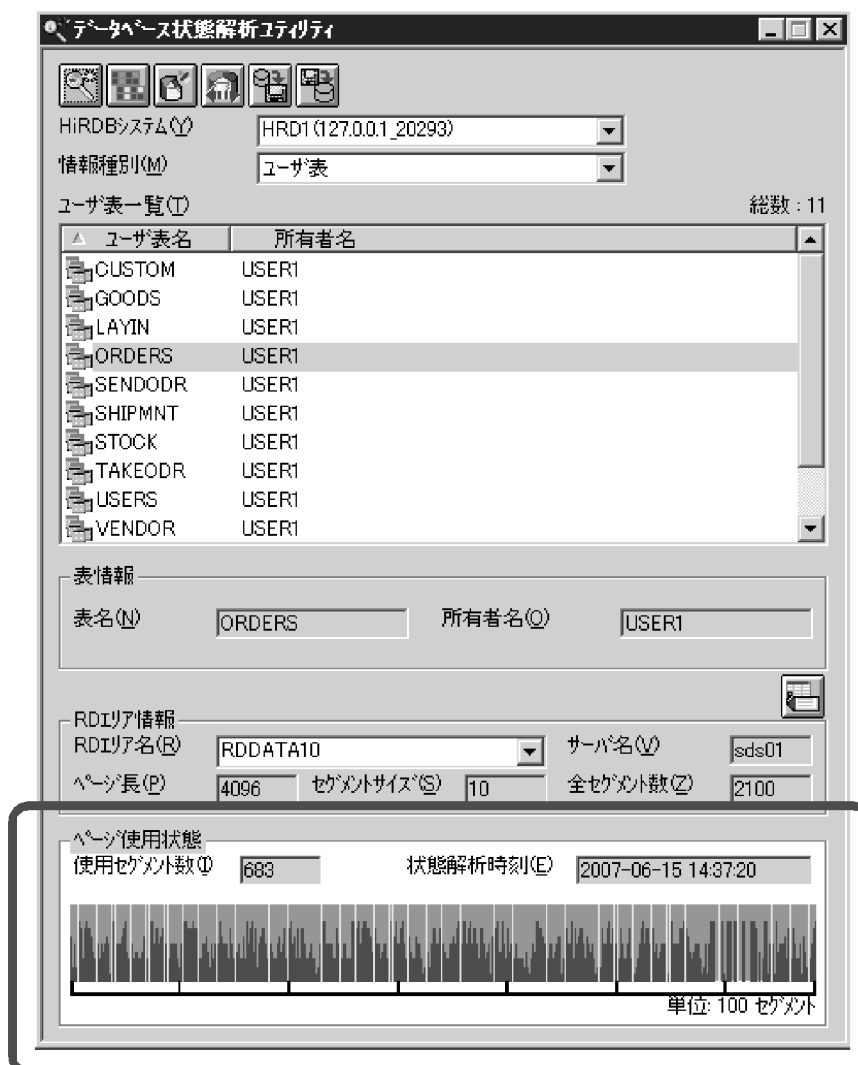 データベース状態解析ユティリティ
HiRDBシステム(Y) HRD1(127.0.0.1_20293)
情報種別(M) ユーザ表
ユーザ表一覧(T) 総数：11
ユーザ表名 所有者名
CUSTOM USER1
GOODS USER1
LAYIN USER1
ORDERS USER1
SENDODR USER1
SHIPMNT USER1
STOCK USER1
TAKEODR USER1
USERS USER1
VENDOR USER1
表情報
表名(N) ORDERS 所有者名(O) USER1
RDエリア情報
RDエリア名(R) RDDATA10 サーバ名(V) sds01
ページ長(P) 4096 セグメントサイズ(S) 10 全セグメント数(Z) 2100
ページ使用状態
使用セグメント数(I) 683 状態解析時刻(E) 2007-06-15 14:37:20
単位: 100 セグメント